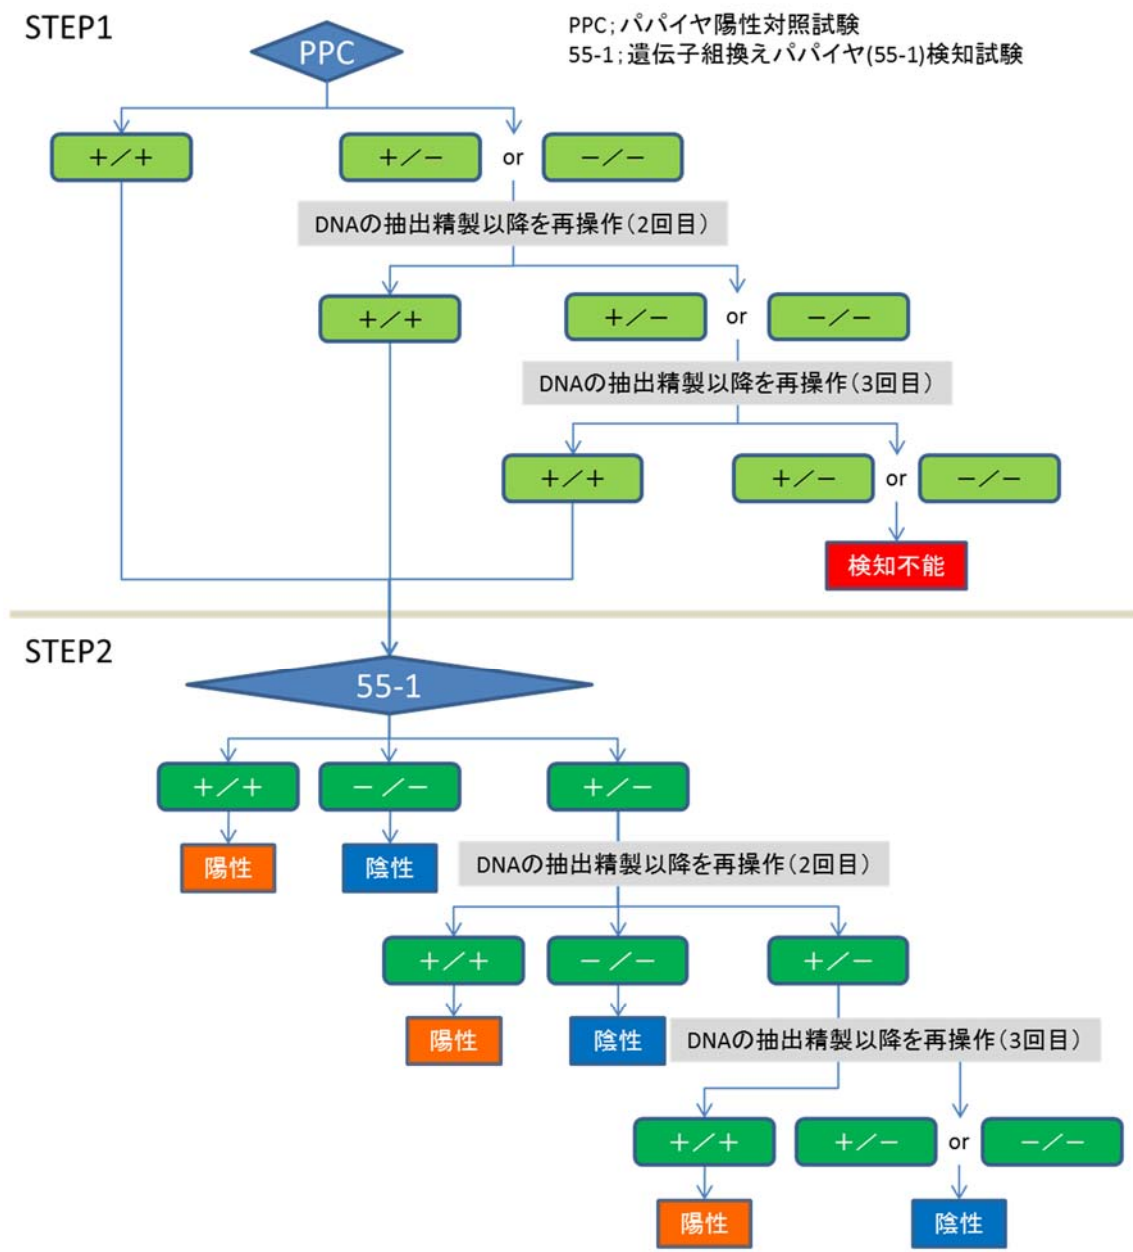 STEP1
PPC;パパイヤ陽性対照試験
55-1;遺伝子組換えパパイヤ(55-1)検知試験
PPC
+/+
+/-
or
-/-
DNAの抽出精製以降を再操作(2回目)
+/+
+/-
or
-/-
DNAの抽出精製以降を再操作(3回目)
+/+
+/-
or
-/-
検知不能
STEP2
55-1
+/+
-/-
+/-
陽性
陰性
DNAの抽出精製以降を再操作(2回目)
+/+
-/-
+/-
陽性
陰性
DNAの抽出精製以降を再操作(3回目)
+/+
+/-
or
-/-
陽性
陰性